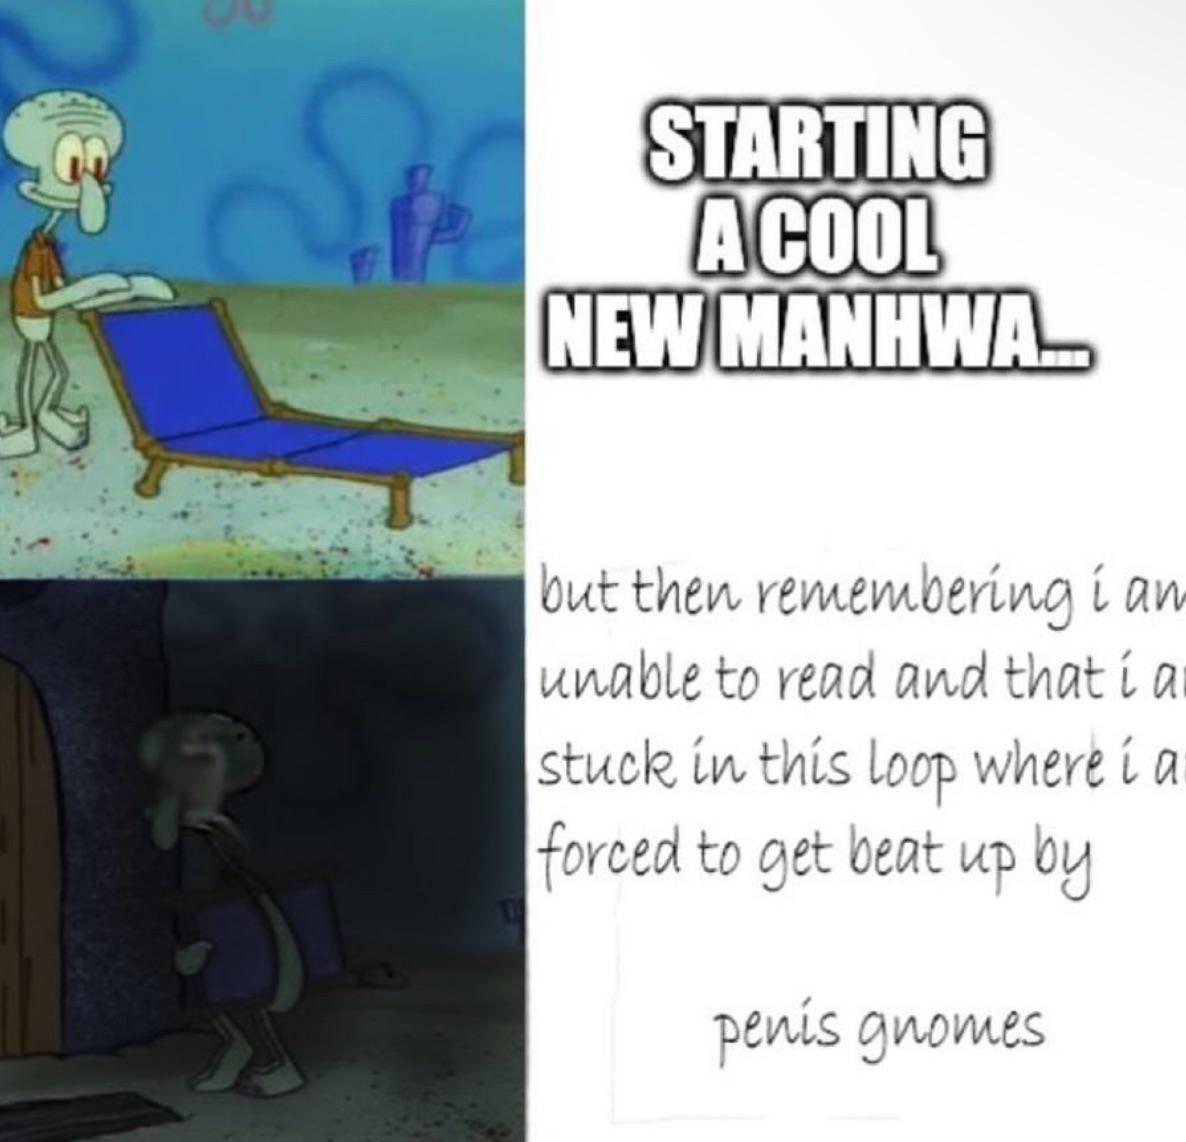 STARTING
A COOL
NEW MANHWA...
but then remembering i am
unable to read and that i a
stuck in this loop where i a
forced to get beat up by
penis gnomes